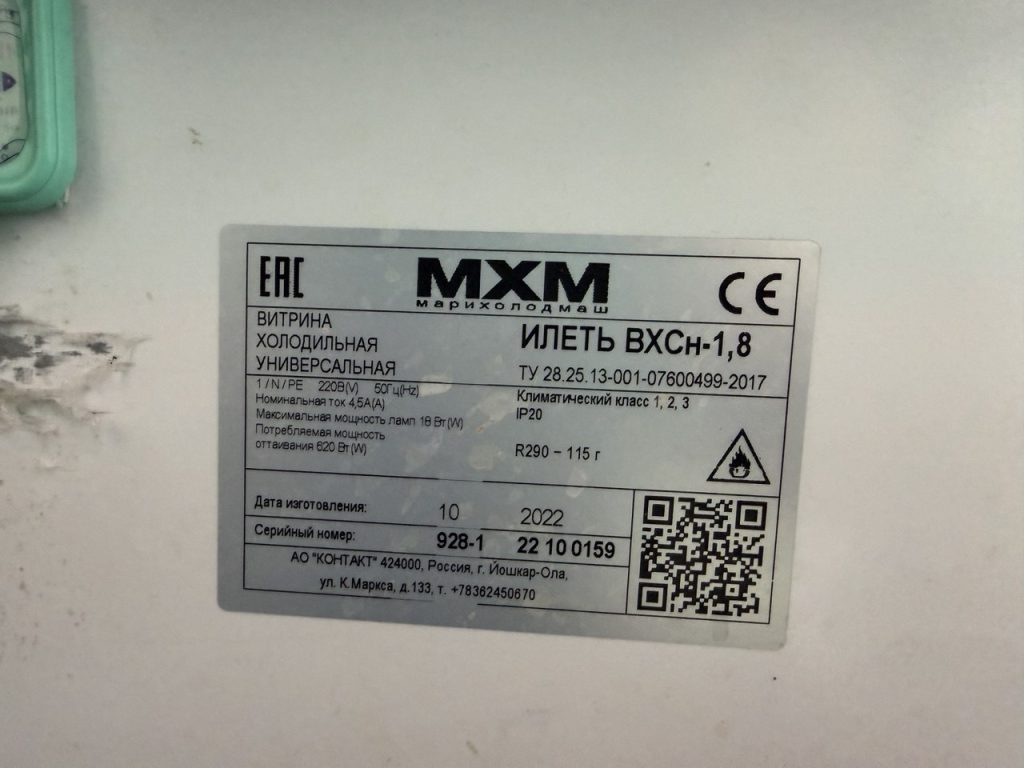 EAC
МХМ
марихолодмаш
CE
ВИТРИНА
ХОЛОДИЛЬНАЯ
УНИВЕРСАЛЬНАЯ
ИЛЕТЬ ВХСн-1,8
ТУ 28.25.13-001-07600499-2017
1/N/PE 220В(V) 50Гц(Hz)
Номинальная ток 4,5А(А)
Максимальная мощность ламп 18 Вт(W)
Потребляемая мощность
оттаивания 620 Вт(W)
Климатический класс 1, 2, 3
IP20
R290 – 115 г
Дата изготовления: 10 2022
Серийный номер: 928-1 22 10 0159
АО "КОНТАКТ" 424000, Россия, г. Йошкар-Ола,
ул. К.Маркса, д.133, т. +78362450670